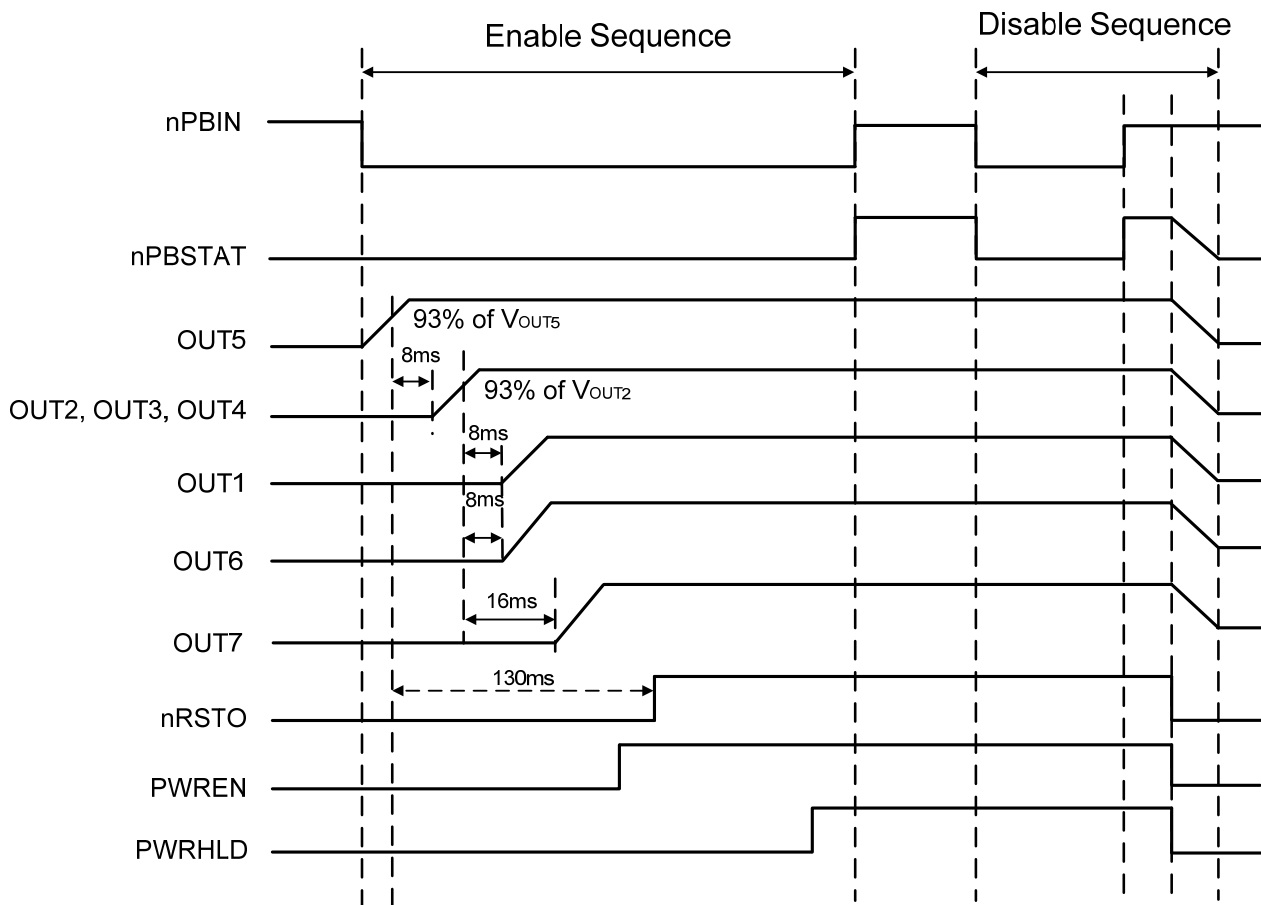 Enable Sequence
Disable Sequence
nPBIN
nPBSTAT
OUT5
93% of VOUT5
8ms
OUT2, OUT3, OUT4
93% of VOUT2
8ms
OUT1
8ms
OUT6
16ms
OUT7
130ms
nRSTO
PWREN
PWRHLD